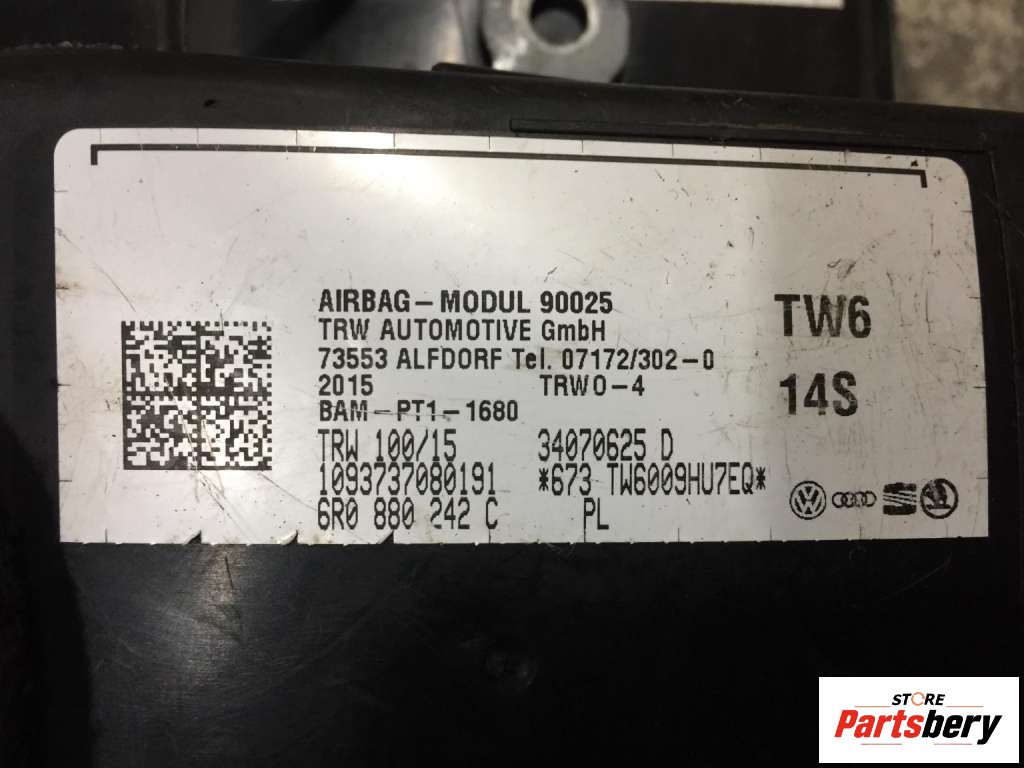 AIRBAG-MODUL 90025
TRW AUTOMOTIVE GmbH
73553 ALFDORF Tel. 07172/302-0
2015 TRWO-4
BAM-PT1-1680
TRW 100/15 34070625 D
1093737080191 *673 TW6009HU7EQ*
6R0 880 242 C PL
TW6
14S
STORE
Partsbery